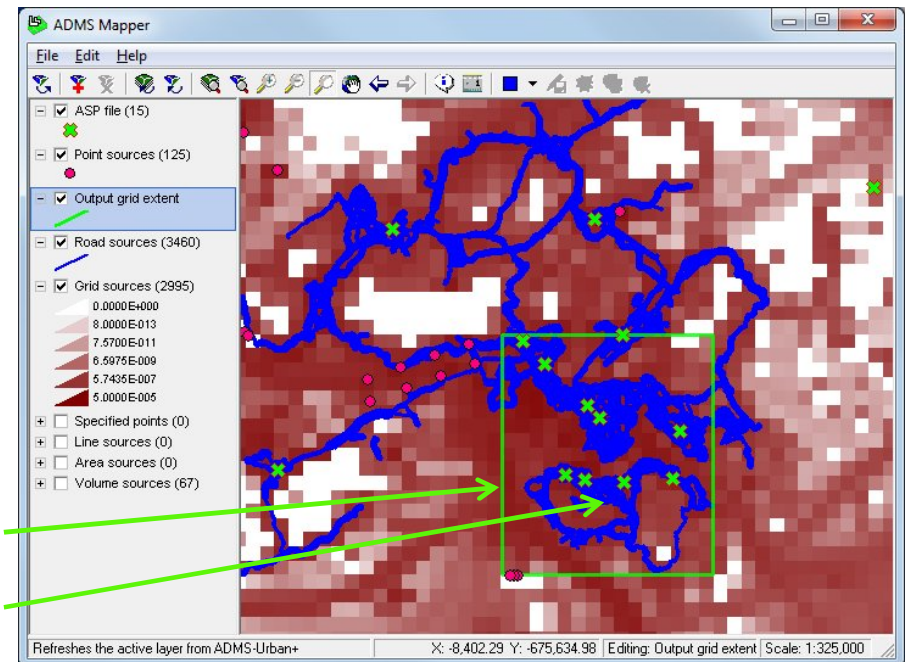 ADMS Mapper
File Edit Help
ASP file (15)
Point sources (125)
Output grid extent
Road sources (3460)
Grid sources (2995)
0.0000E+000
8.0000E-013
7.5700E-011
6.5975E-009
5.7435E-007
5.0000E-005
Specified points (0)
Line sources (0)
Area sources (0)
Volume sources (67)
Refreshes the active layer from ADMS-Urban+ X: -8,402.29 Y: -675,634.98 Editing: Output grid extent Scale: 1:325,000